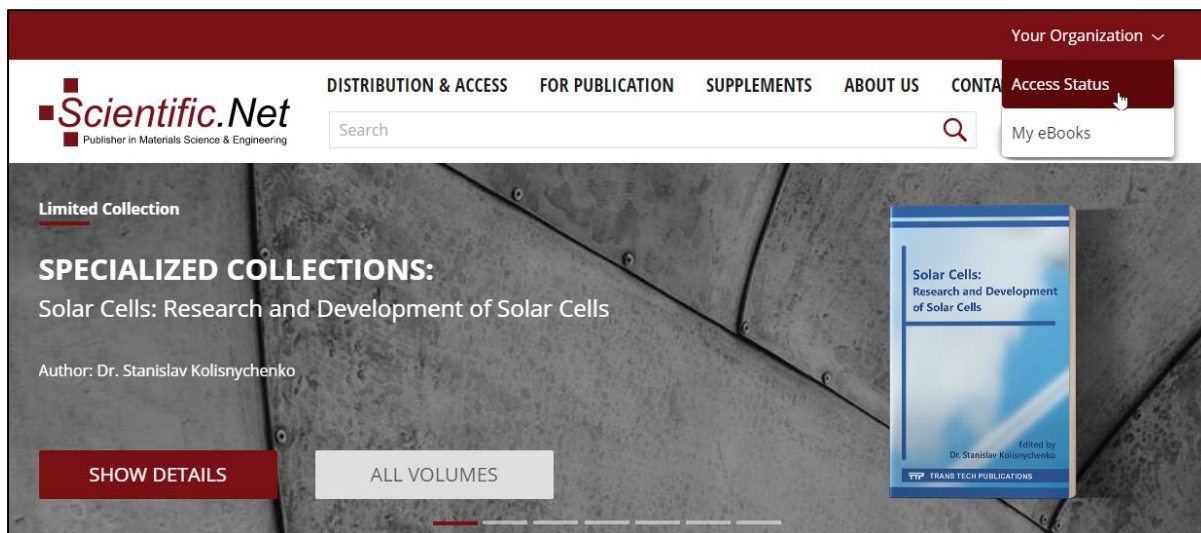 Your Organization
Access Status
My eBooks
Scientific.Net
Publisher in Materials Science & Engineering
DISTRIBUTION & ACCESS FOR PUBLICATION SUPPLEMENTS ABOUT US CONTA
Search
Limited Collection
SPECIALIZED COLLECTIONS:
Solar Cells: Research and Development of Solar Cells
Author: Dr. Stanislav Kolisnychenko
SHOW DETAILS
ALL VOLUMES
Solar Cells:
Research and Development
of Solar Cells
Edited by
Dr. Stanislav Kolisnychenko
TTP TRANS TECH PUBLICATIONS